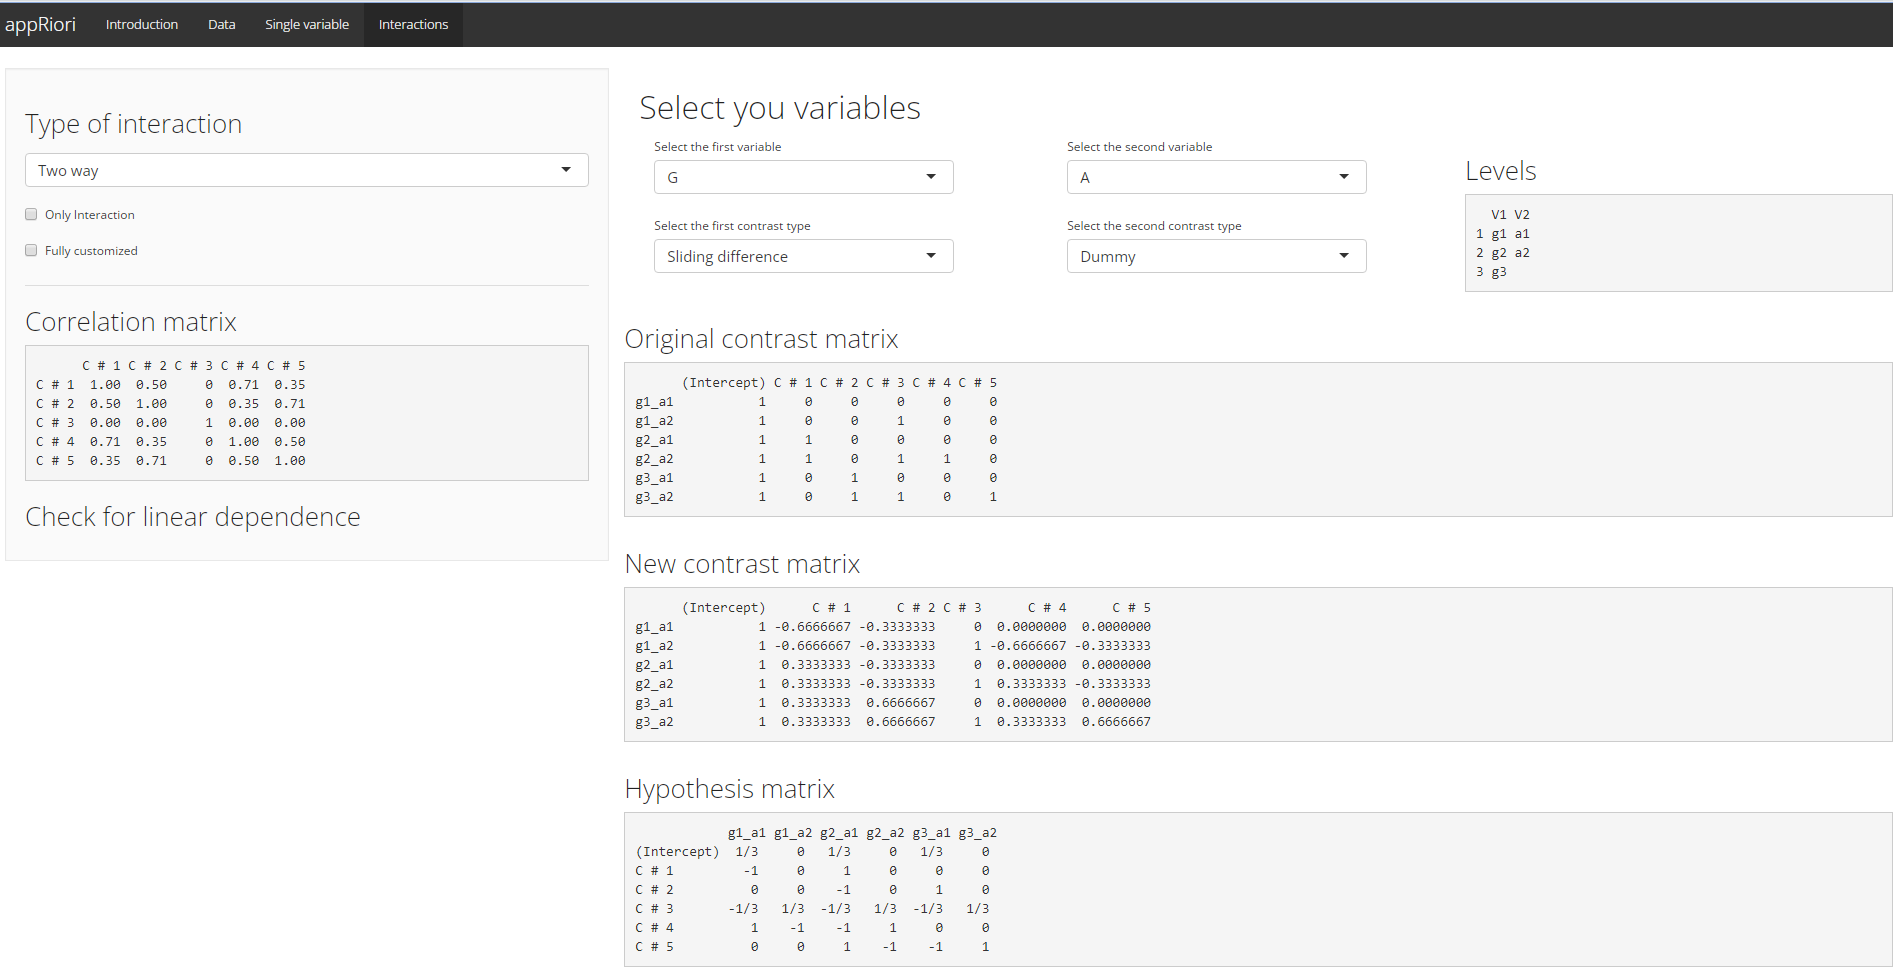 appRiori Introduction Data Single variable Interactions
Type of interaction
Two way
Only Interaction
Fully customized
Correlation matrix
C # 1 C # 2 C # 3 C # 4 C # 5
C # 1 1.00 0.50 0 0.71 0.35
C # 2 0.50 1.00 0 0.35 0.71
C # 3 0.00 0.00 1 0.00 0.00
C # 4 0.71 0.35 0 1.00 0.50
C # 5 0.35 0.71 0 0.50 1.00
Check for linear dependence
Select you variables
Select the first variable
G
Select the second variable
A
Select the first contrast type
Sliding difference
Select the second contrast type
Dummy
Levels
V1 V2
1 g1 a1
2 g2 a2
3 g3
Original contrast matrix
(Intercept) C # 1 C # 2 C # 3 C # 4 C # 5
g1_a1 1 0 0 0 0 0
g1_a2 1 0 0 1 0 0
g2_a1 1 1 0 0 0 0
g2_a2 1 1 0 1 1 0
g3_a1 1 0 1 0 0 0
g3_a2 1 0 1 1 0 1
New contrast matrix
(Intercept) C # 1 C # 2 C # 3 C # 4 C # 5
g1_a1 1 -0.6666667 -0.3333333 0 0.0000000 0.0000000
g1_a2 1 -0.6666667 -0.3333333 1 -0.6666667 -0.3333333
g2_a1 1 0.3333333 -0.3333333 0 0.0000000 0.0000000
g2_a2 1 0.3333333 -0.3333333 1 0.3333333 -0.3333333
g3_a1 1 0.3333333 0.6666667 0 0.0000000 0.0000000
g3_a2 1 0.3333333 0.6666667 1 0.3333333 0.6666667
Hypothesis matrix
g1_a1 g1_a2 g2_a1 g2_a2 g3_a1 g3_a2
(Intercept) 1/3 0 1/3 0 1/3 0
C # 1 -1 0 1 0 0 0
C # 2 0 0 -1 0 1 0
C # 3 -1/3 1/3 -1/3 1/3 -1/3 1/3
C # 4 1 -1 -1 1 0 0
C # 5 0 0 1 -1 -1 1